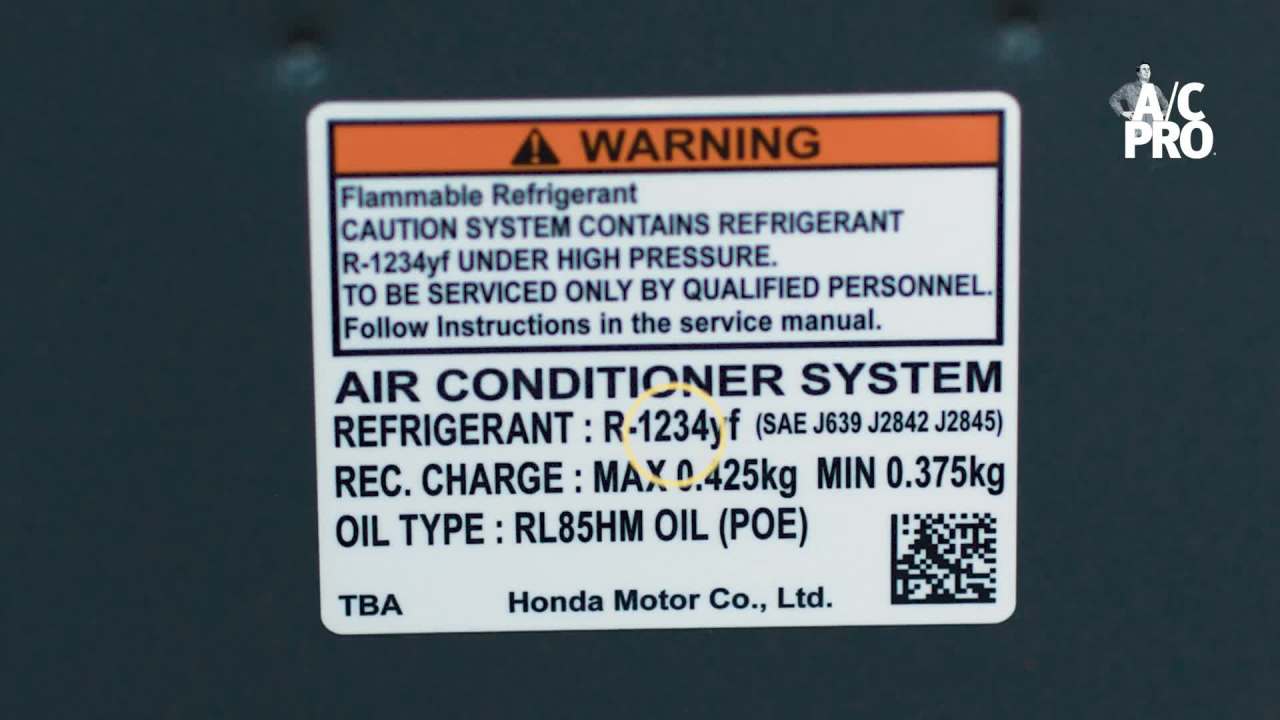 A/C
PRO
WARNING
Flammable Refrigerant
CAUTION SYSTEM CONTAINS REFRIGERANT
R-1234yf UNDER HIGH PRESSURE.
TO BE SERVICED ONLY BY QUALIFIED PERSONNEL.
Follow Instructions in the service manual.
AIR CONDITIONER SYSTEM
REFRIGERANT : R-1234yf (SAE J639 J2842 J2845)
REC. CHARGE : MAX 0.425kg MIN 0.375kg
OIL TYPE : RL85HM OIL (POE)
TBA Honda Motor Co., Ltd.